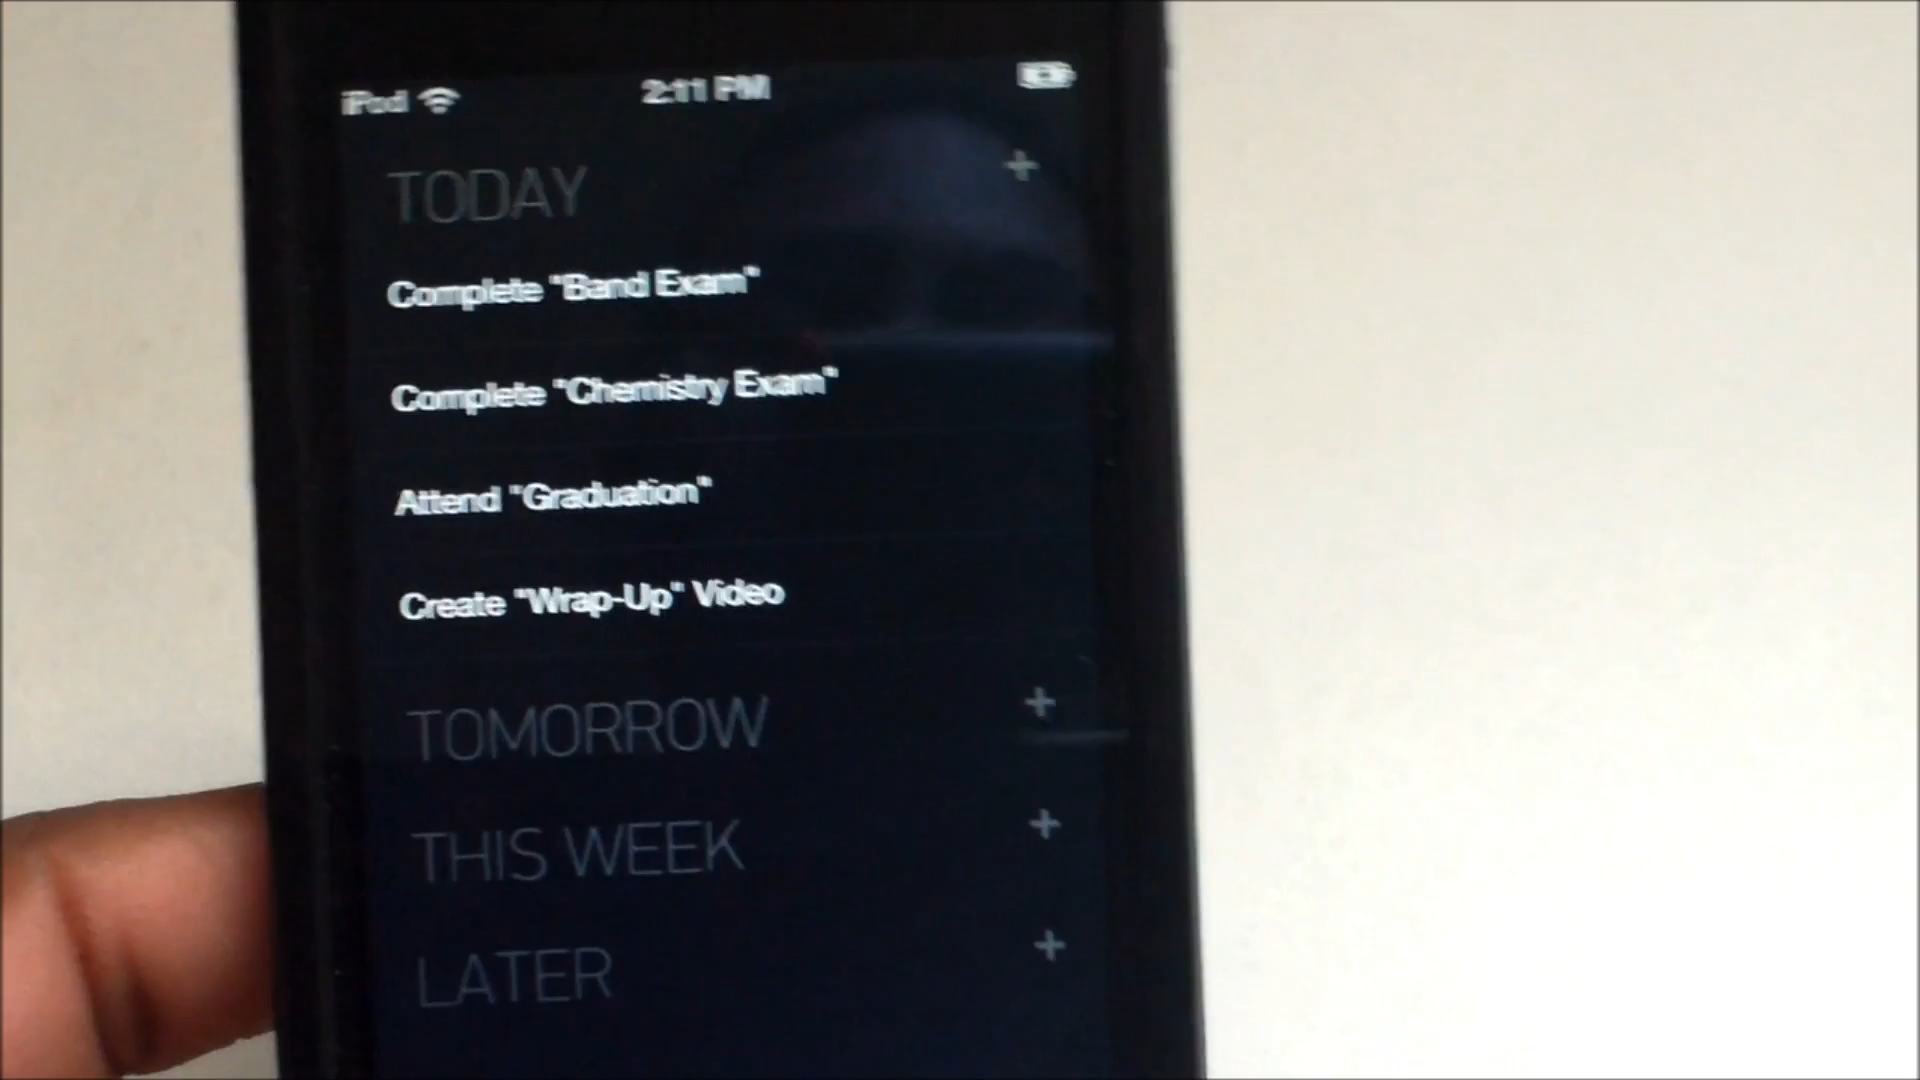 iPod 2:11 PM
TODAY +
Complete "Band Exam"
Complete "Chemistry Exam"
Attend "Graduation"
Create "Wrap-Up" Video
TOMORROW +
THIS WEEK +
LATER +